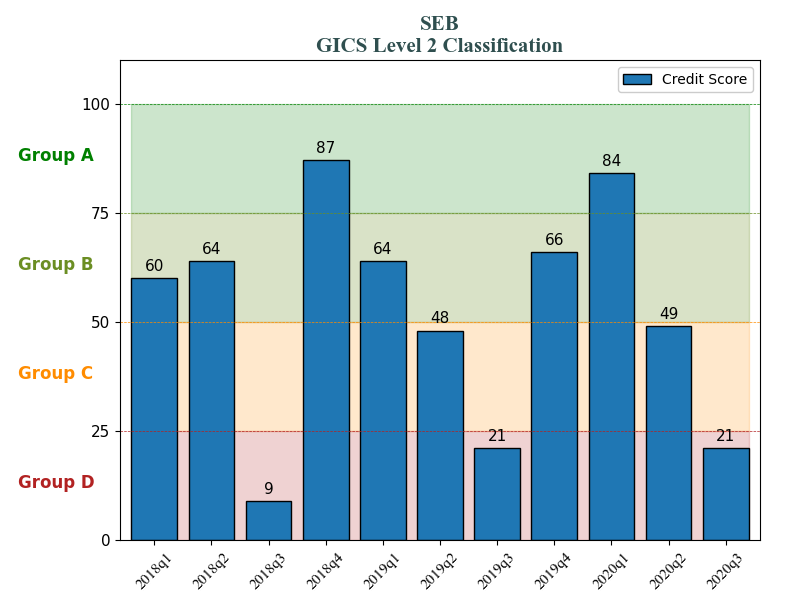 SEB
GICS Level 2 Classification
Credit Score
100
Group A
87
84
75
Group B
60
64
64
66
50
48
49
Group C
25
21
21
Group D
9
0
2018q1
2018q2
2018q3
2018q4
2019q1
2019q2
2019q3
2019q4
2020q1
2020q2
2020q3